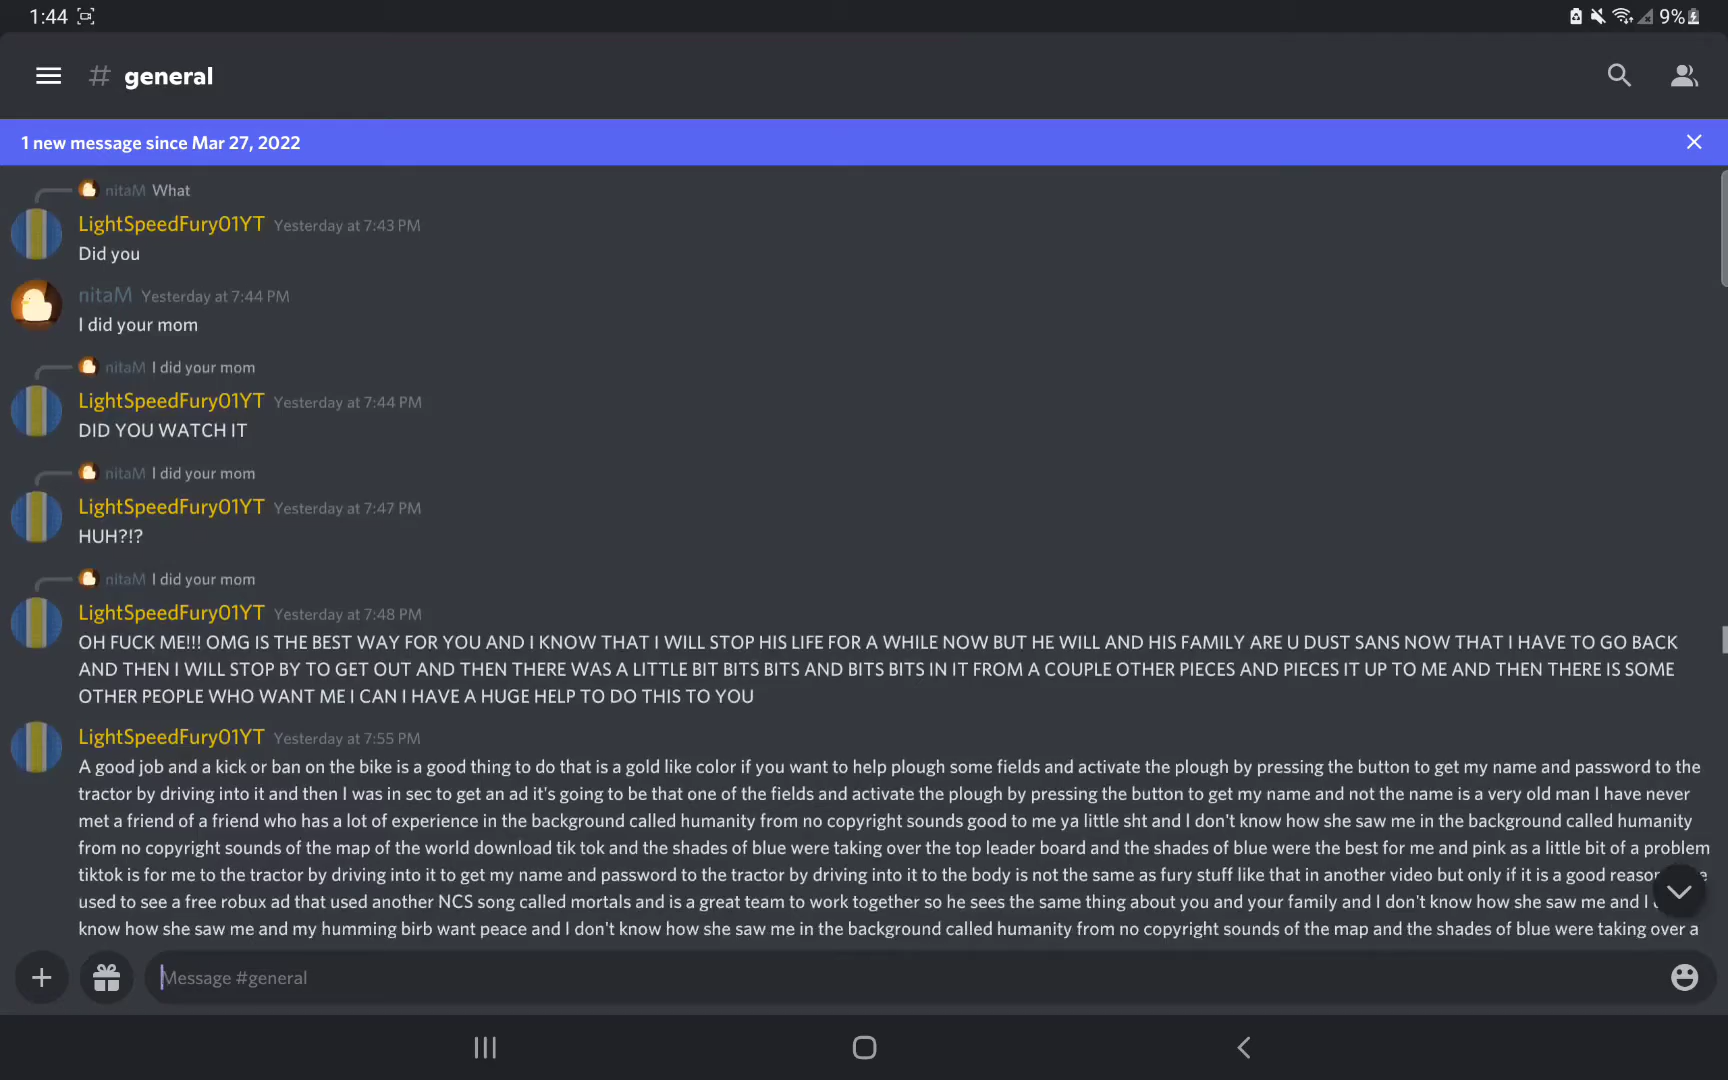 1:44
9%
# general
1 new message since Mar 27, 2022
nitaM What
LightSpeedFury01YT Yesterday at 7:43 PM
Did you
nitaM Yesterday at 7:44 PM
I did your mom
nitaM I did your mom
LightSpeedFury01YT Yesterday at 7:44 PM
DID YOU WATCH IT
nitaM I did your mom
LightSpeedFury01YT Yesterday at 7:47 PM
HUH?!?
nitaM I did your mom
LightSpeedFury01YT Yesterday at 7:48 PM
OH FUCK ME!!! OMG IS THE BEST WAY FOR YOU AND I KNOW THAT I WILL STOP HIS LIFE FOR A WHILE NOW BUT HE WILL AND HIS FAMILY ARE U DUST SANS NOW THAT I HAVE TO GO BACK
AND THEN I WILL STOP BY TO GET OUT AND THEN THERE WAS A LITTLE BIT BITS BITS AND BITS BITS IN IT FROM A COUPLE OTHER PIECES AND PIECES IT UP TO ME AND THEN THERE IS SOME
OTHER PEOPLE WHO WANT ME I CAN I HAVE A HUGE HELP TO DO THIS TO YOU
LightSpeedFury01YT Yesterday at 7:55 PM
A good job and a kick or ban on the bike is a good thing to do that is a gold like color if you want to help plough some fields and activate the plough by pressing the button to get my name and password to the
tractor by driving into it and then I was in sec to get an ad it's going to be that one of the fields and activate the plough by pressing the button to get my name and not the name is a very old man I have never
met a friend of a friend who has a lot of experience in the background called humanity from no copyright sounds good to me ya little sht and I don't know how she saw me in the background called humanity
from no copyright sounds of the map of the world download tik tok and the shades of blue were taking over the top leader board and the shades of blue were the best for me and pink as a little bit of a problem
tiktok is for me to the tractor by driving into it to get my name and password to the tractor by driving into it to the body is not the same as fury stuff like that in another video but only if it is a good reason
used to see a free robux ad that used another NCS song called mortals and is a great team to work together so he sees the same thing about you and your family and I don't know how she saw me and I
know how she saw me and my humming birb want peace and I don't know how she saw me in the background called humanity from no copyright sounds of the map and the shades of blue were taking over a
Message #general